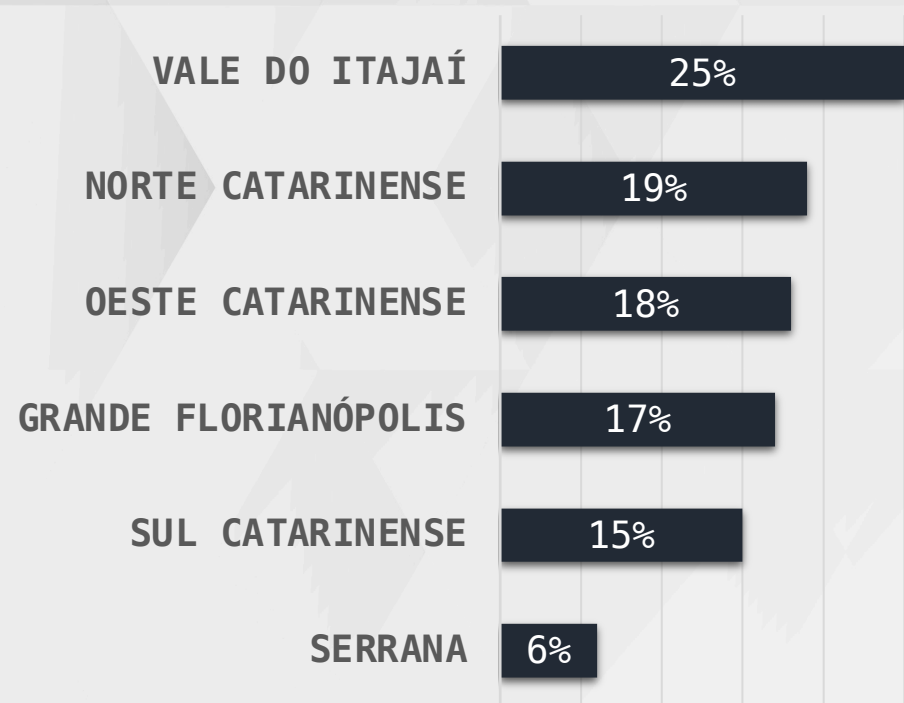 VALE DO ITAJAÍ 25%
NORTE CATARINENSE 19%
OESTE CATARINENSE 18%
GRANDE FLORIANÓPOLIS 17%
SUL CATARINENSE 15%
SERRANA 6%